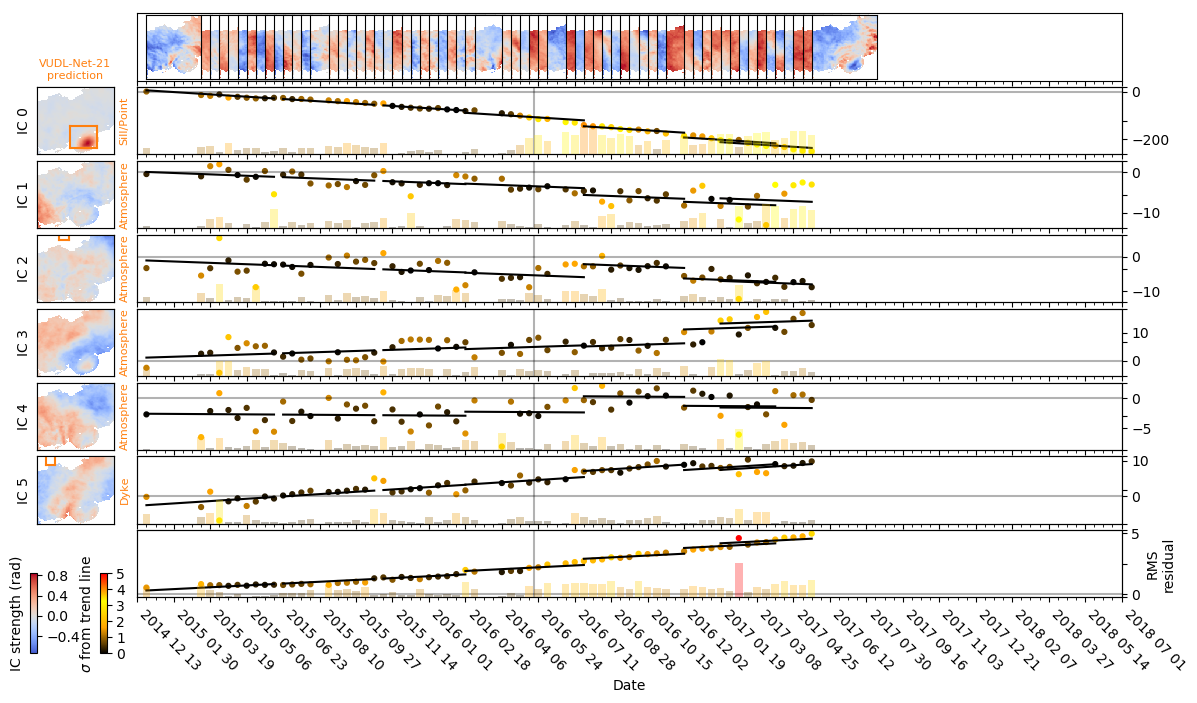 VUDL-Net-21
prediction
IC 0
Sill/Point
0
−200
IC 1
Atmosphere
0
−10
IC 2
Atmosphere
0
−10
IC 3
Atmosphere
10
0
IC 4
Atmosphere
0
−5
IC 5
Dyke
10
0
5
0
RMS
residual
IC strength (rad)
0.8
0.4
0.0
−0.4
σ from trend line
5
4
3
2
1
0
2014 12 13
2015 01 30
2015 03 19
2015 05 06
2015 06 23
2015 08 10
2015 09 27
2015 11 14
2016 01 01
2016 02 18
2016 04 06
2016 05 24
2016 07 11
2016 08 28
2016 10 15
2016 12 02
2017 01 19
2017 03 08
2017 04 25
2017 06 12
2017 07 30
2017 09 16
2017 11 03
2017 12 21
2018 02 07
2018 03 27
2018 05 14
2018 07 01
Date